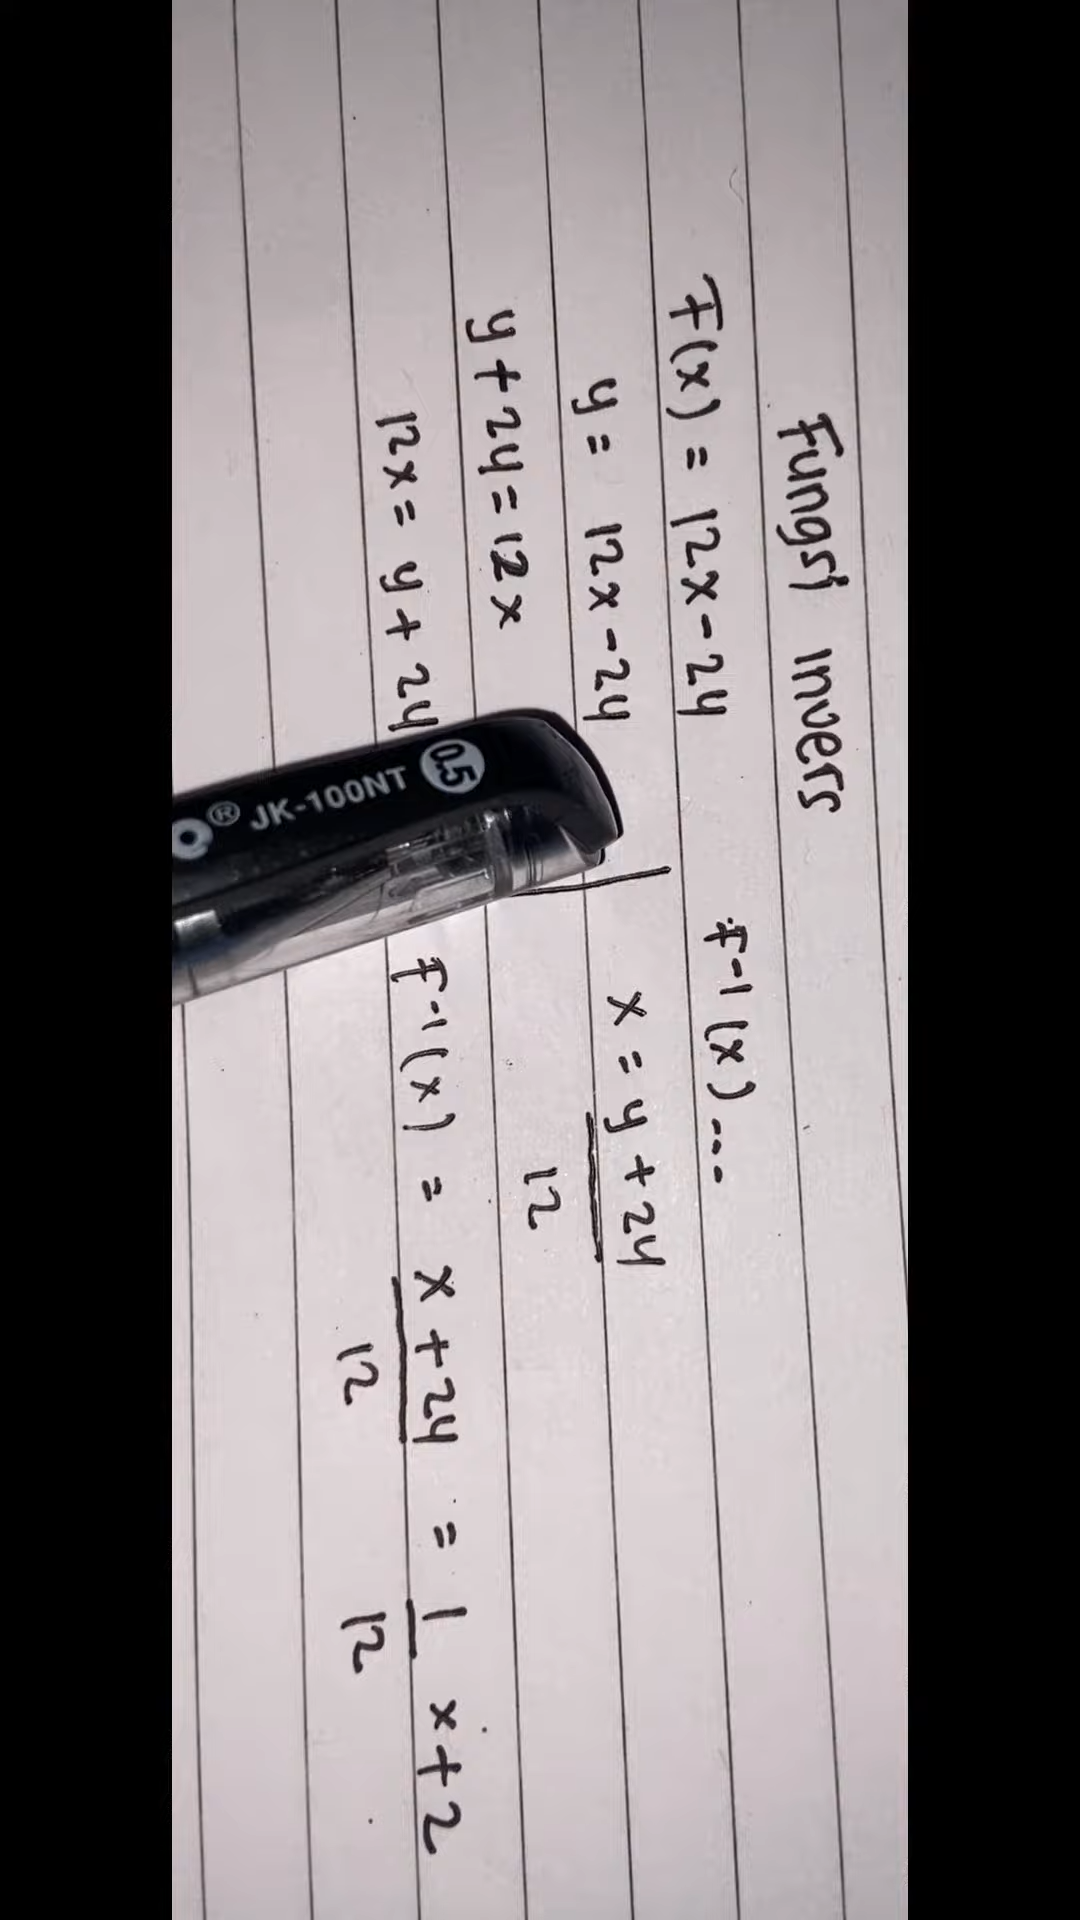 Fungsi invers
F(x) = 12x-24 F-1(x)...
y = 12x-24
y+24=12x
12x= y+24
x = y+24
12
F-1(x) = x+24 = 1 x+2
12 12
0.5
JK-100NT ®